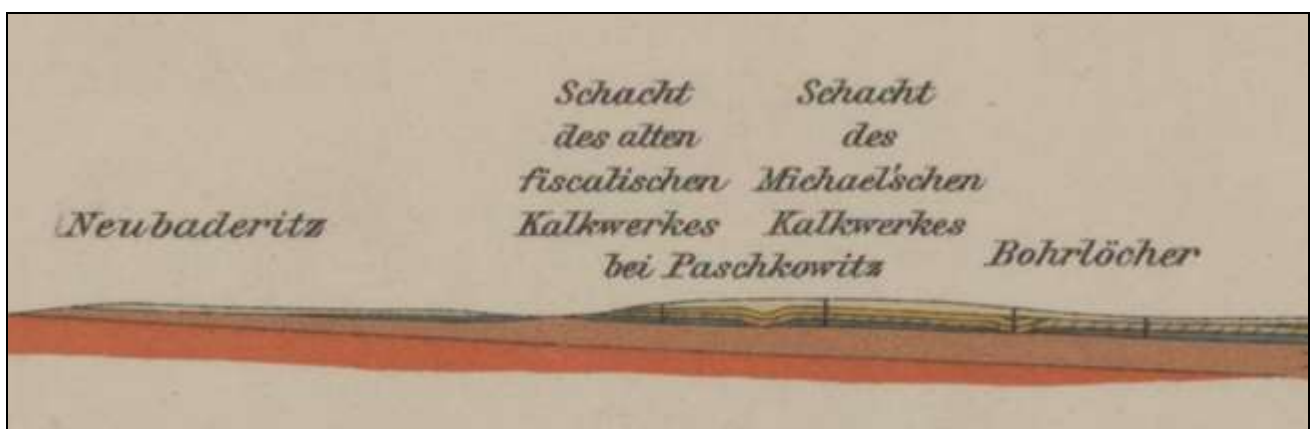 Neubaderitz
Schacht
des alten
fiscalischen
Kalkwerkes
Schacht
des
Michael'schen
Kalkwerkes
bei Paschkowitz
Bohrlöcher